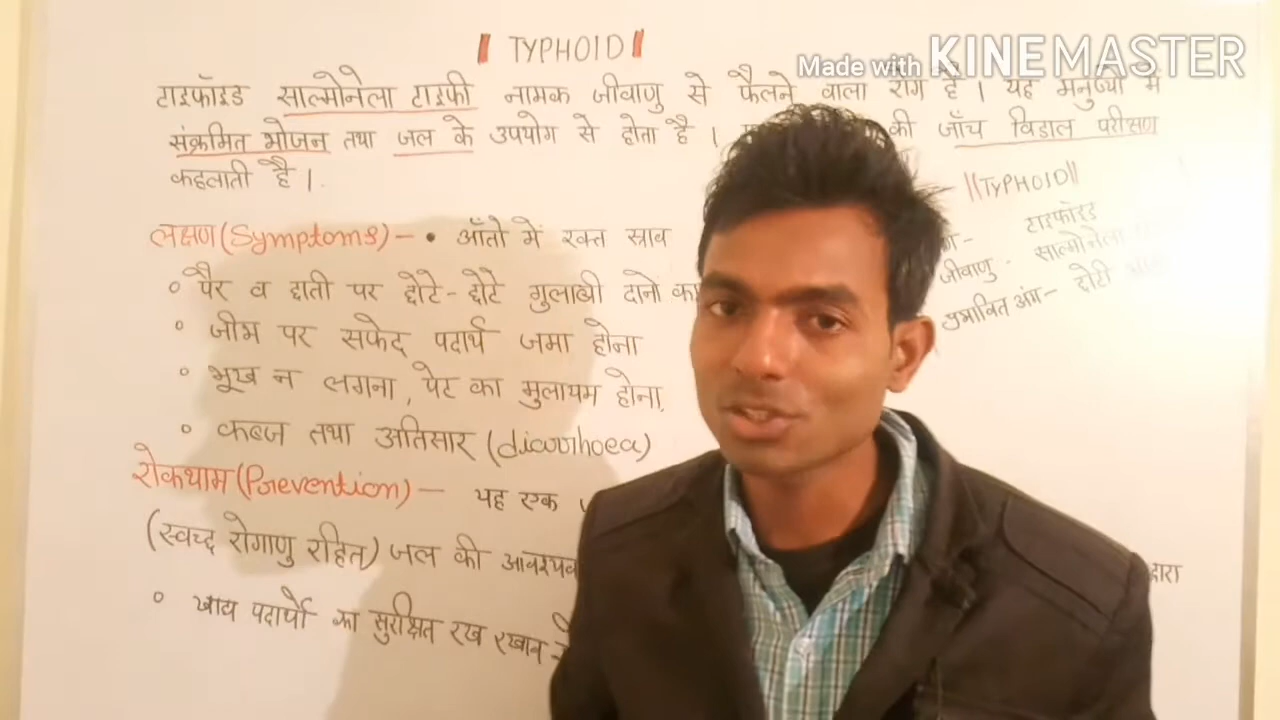 TYPHOID
Made with KINEMASTER
टाइफॉइड साल्मोनेला टाइफी नामक जीवाणु से फैलने वाला रोग है । यह मनुष्यो में
संक्रमित भोजन तथा जल के उपयोग से होता है । की जाँच विडाल परीक्षण
कहलाती है ।
||TYPHOID||
टाइफॉइड
जीवाणु - साल्मोनेला
प्रभावित अंग - छोटी
लक्षण (Symptoms) - • आँतो में रक्त स्राव
° पैर व छाती पर छोटे-छोटे गुलाबी दानो का
° जीभ पर सफेद पदार्थ जमा होना
° भूख न लगना, पेट का मुलायम होना
° कब्ज तथा अतिसार (diarrhoea)
रोकथाम (Prevention) - यह एक
(स्वच्छ रोगाणु रहित) जल की
द्वारा
° खाद्य पदार्थो का सुरक्षित रख रखाव